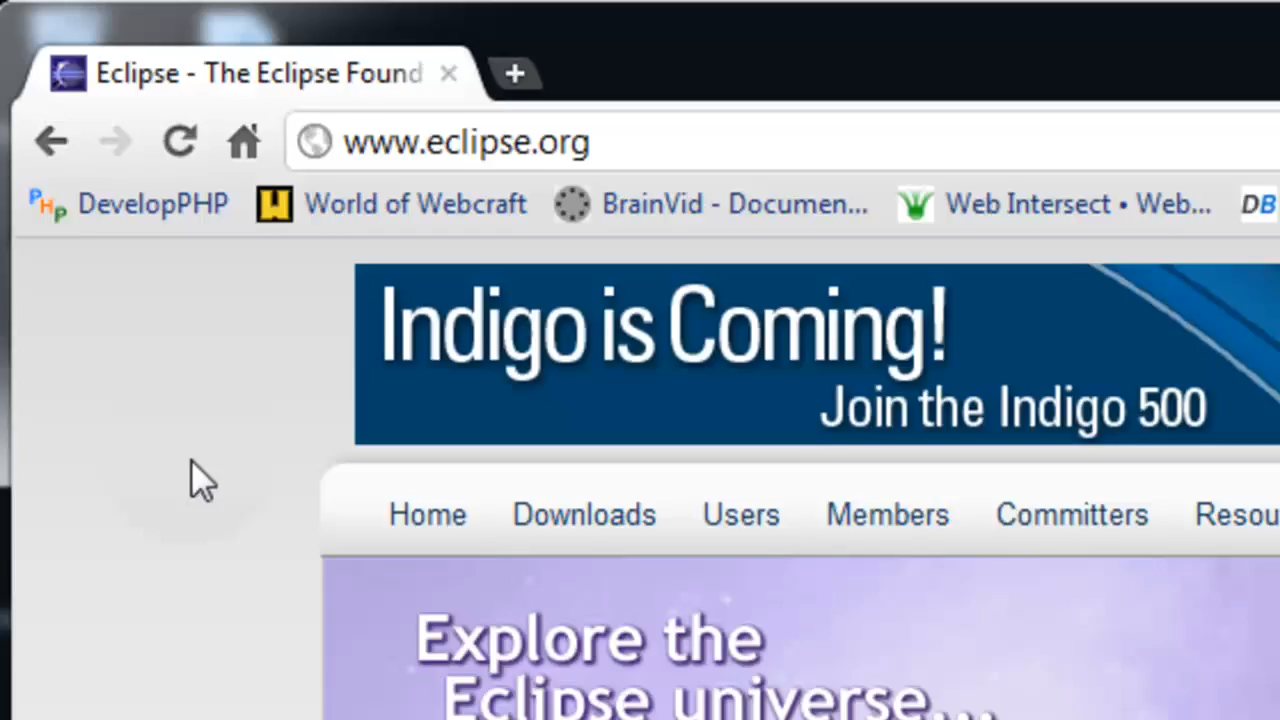 Eclipse - The Eclipse Found
www.eclipse.org
PHP DevelopPHP World of Webcraft BrainVid - Documen... Web Intersect • Web... DB
Indigo is Coming!
Join the Indigo 500
Home Downloads Users Members Committers Resou
Explore the
Eclipse universe...